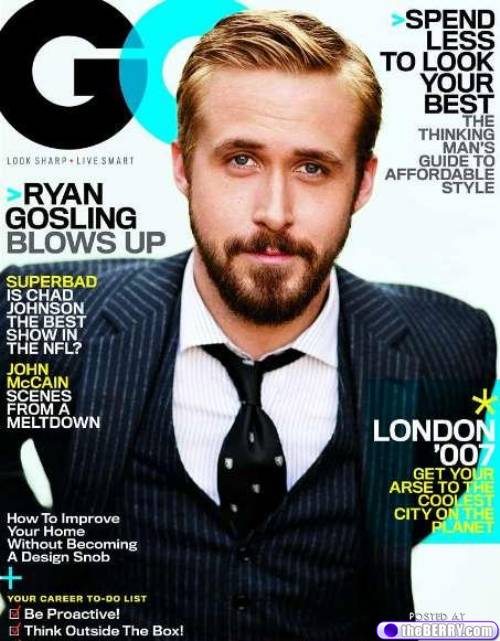 GQ
LOOK SHARP + LIVE SMART
>SPEND
LESS
TO LOOK
YOUR
BEST
THE
THINKING
MAN'S
GUIDE TO
AFFORDABLE
STYLE
>RYAN
GOSLING
BLOWS UP
SUPERBAD
IS CHAD
JOHNSON
THE BEST
SHOW IN
THE NFL?
JOHN
McCAIN
SCENES
FROM A
MELTDOWN
*
LONDON
'007
GET YOUR
ARSE TO THE
COOLEST
CITY ON THE
PLANET
How To Improve
Your Home
Without Becoming
A Design Snob
+
YOUR CAREER TO-DO LIST
Be Proactive!
Think Outside The Box!
POSTED AT
theBERRY.com